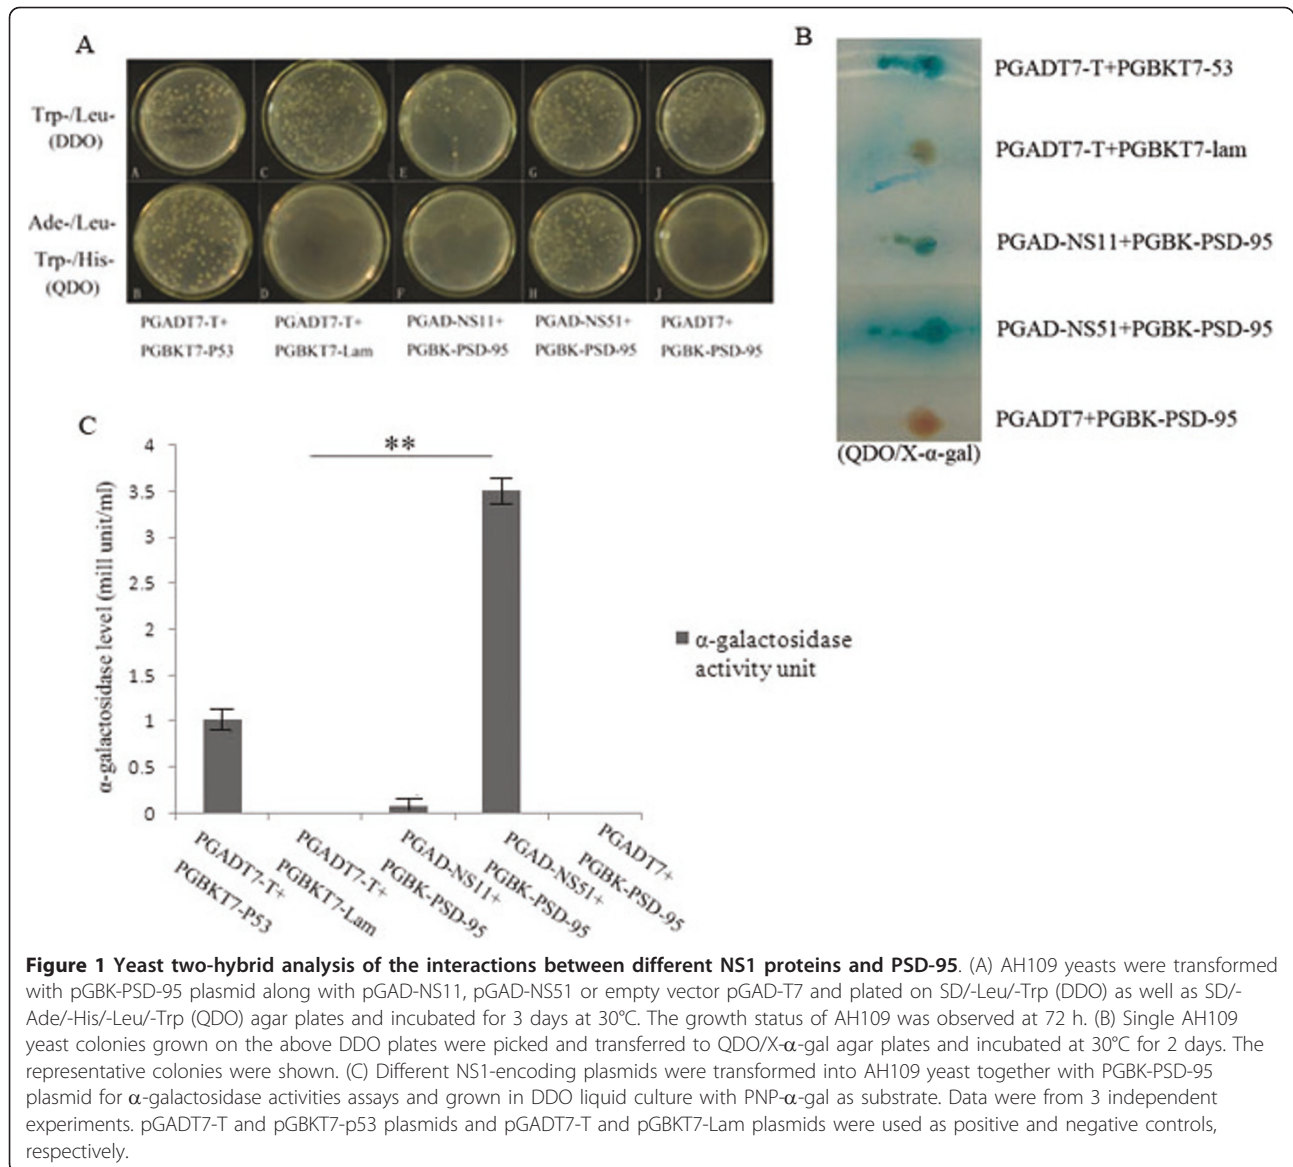 A
B
Trp-/Leu-
(DDO)
Ade-/Leu-
Trp-/His-
(QDO)
A
C
E
G
I
B
D
F
H
J
PGADT7-T+
PGBKT7-P53
PGADT7-T+
PGBKT7-Lam
PGAD-NS11+
PGBK-PSD-95
PGAD-NS51+
PGBK-PSD-95
PGADT7+
PGBK-PSD-95
PGADT7-T+PGBKT7-53
PGADT7-T+PGBKT7-lam
PGAD-NS11+PGBK-PSD-95
PGAD-NS51+PGBK-PSD-95
PGADT7+PGBK-PSD-95
(QDO/X-α-gal)
C
α-galactosidase level (mill unit/ml)
4
3.5
3
2.5
2
1.5
1
0.5
0
**
α-galactosidase
activity unit
PGADT7-T+
PGBKT7-P53
PGADT7-T+
PGBKT7-Lam
PGAD-NS11+
PGBK-PSD-95
PGAD-NS51+
PGBK-PSD-95
PGADT7+
PGBK-PSD-95
Figure 1 Yeast two-hybrid analysis of the interactions between different NS1 proteins and PSD-95. (A) AH109 yeasts were transformed
with pGBK-PSD-95 plasmid along with pGAD-NS11, pGAD-NS51 or empty vector pGAD-T7 and plated on SD/-Leu/-Trp (DDO) as well as SD/-
Ade/-His/-Leu/-Trp (QDO) agar plates and incubated for 3 days at 30°C. The growth status of AH109 was observed at 72 h. (B) Single AH109
yeast colonies grown on the above DDO plates were picked and transferred to QDO/X-α-gal agar plates and incubated at 30°C for 2 days. The
representative colonies were shown. (C) Different NS1-encoding plasmids were transformed into AH109 yeast together with PGBK-PSD-95
plasmid for α-galactosidase activities assays and grown in DDO liquid culture with PNP-α-gal as substrate. Data were from 3 independent
experiments. pGADT7-T and pGBKT7-p53 plasmids and pGADT7-T and pGBKT7-Lam plasmids were used as positive and negative controls,
respectively.